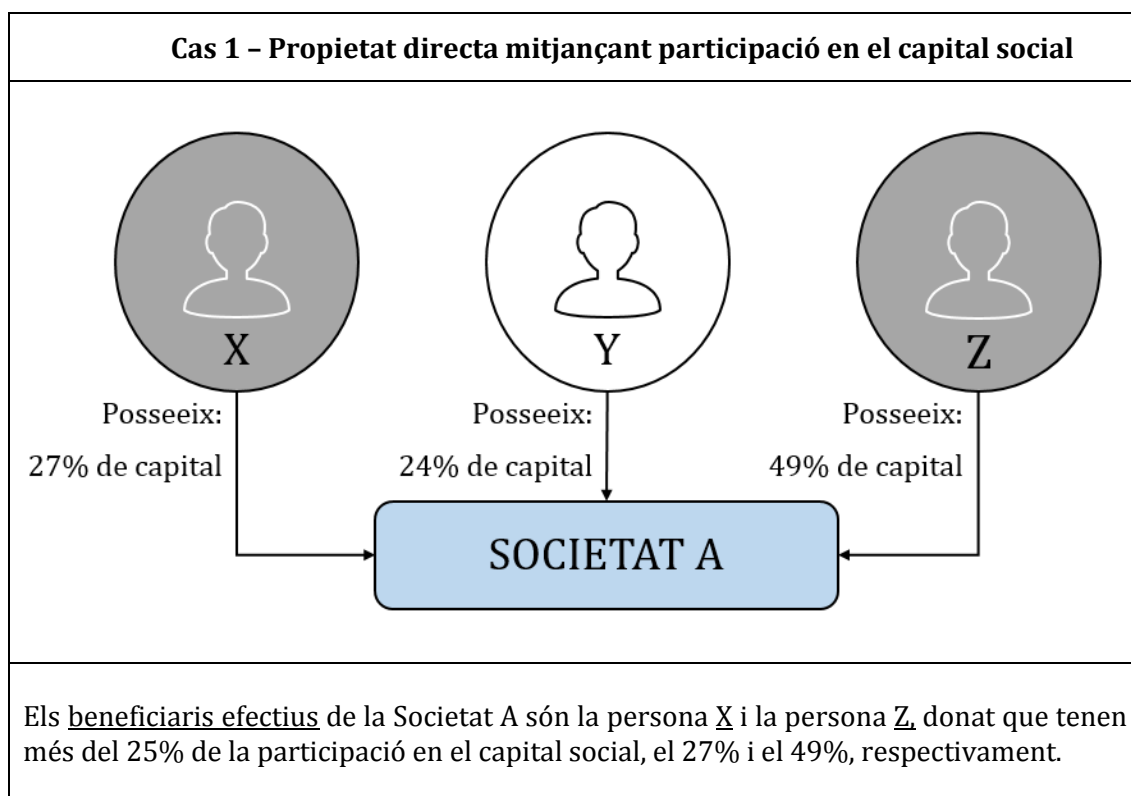 Cas 1 – Propietat directa mitjançant participació en el capital social
X
Y
Z
Posseeix:
27% de capital
Posseeix:
24% de capital
Posseeix:
49% de capital
SOCIETAT A
Els beneficiaris efectius de la Societat A són la persona X i la persona Z, donat que tenen
més del 25% de la participació en el capital social, el 27% i el 49%, respectivament.